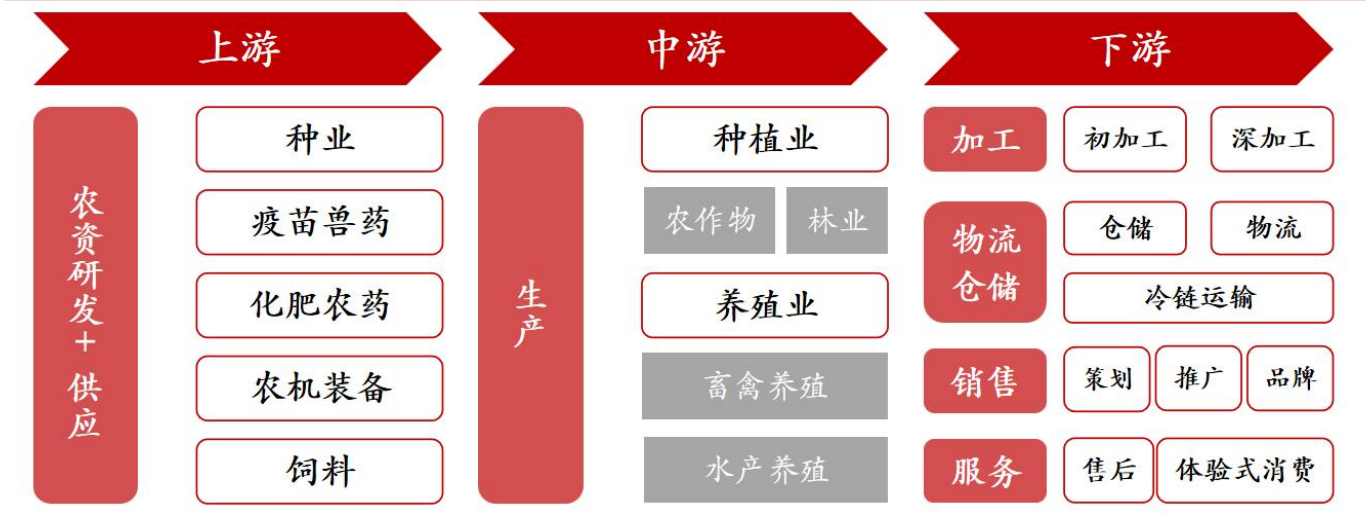 上游
农资研发+供应
种业
疫苗兽药
化肥农药
农机装备
饲料
中游
生产
种植业
农作物
林业
养殖业
畜禽养殖
水产养殖
下游
加工
初加工
深加工
物流
仓储
仓储
物流
冷链运输
销售
策划
推广
品牌
服务
售后
体验式消费